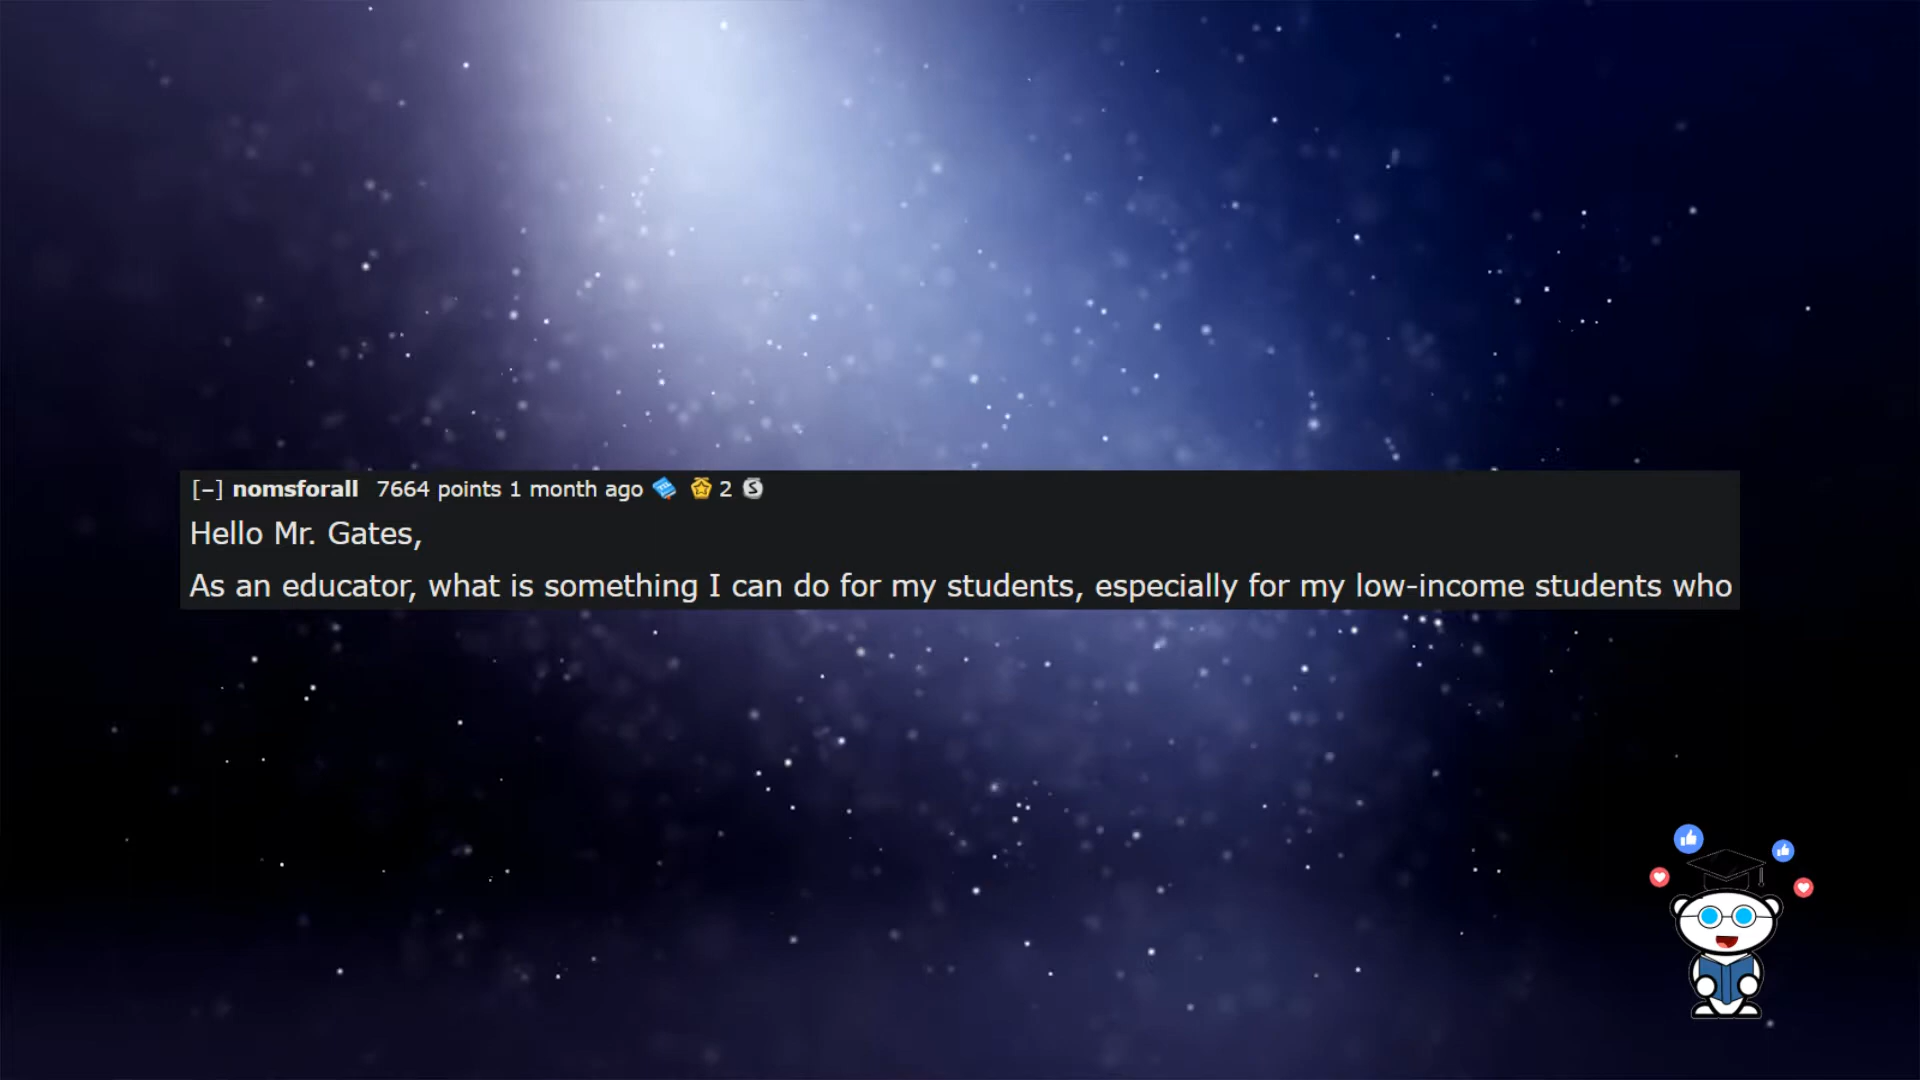 [–] nomsforall 7664 points 1 month ago 2 S
Hello Mr. Gates,
As an educator, what is something I can do for my students, especially for my low-income students who